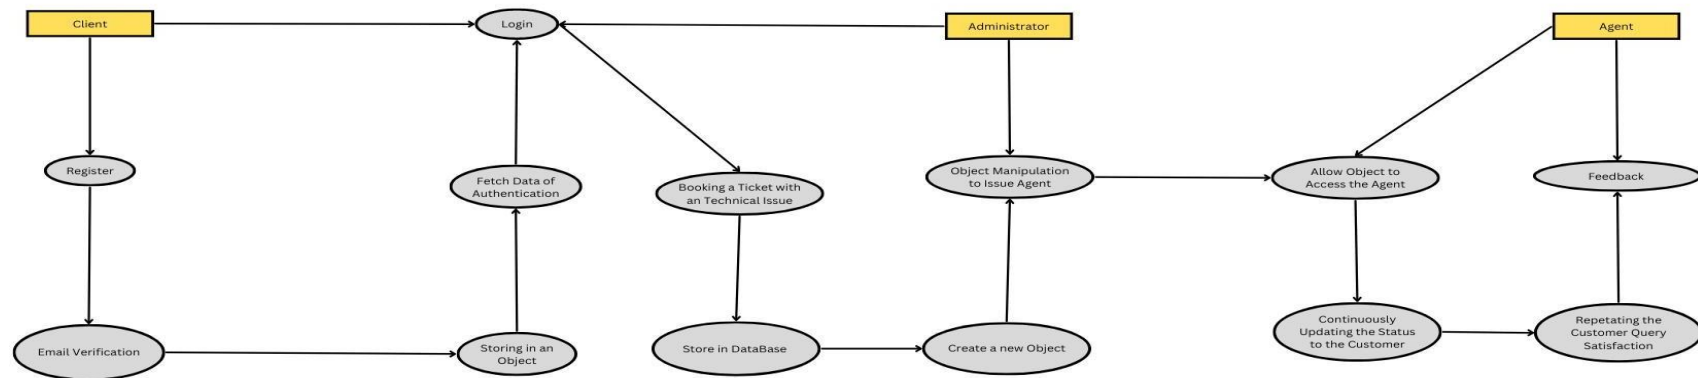 Client
Login
Administrator
Agent
Register
Fetch Data of
Authentication
Booking a Ticket with
an Technical Issue
Object Manipulation
to Issue Agent
Allow Object to
Access the Agent
Feedback
Email Verification
Storing in an
Object
Store in DataBase
Create a new Object
Continuously
Updating the Status
to the Customer
Repetating the
Customer Query
Satisfaction